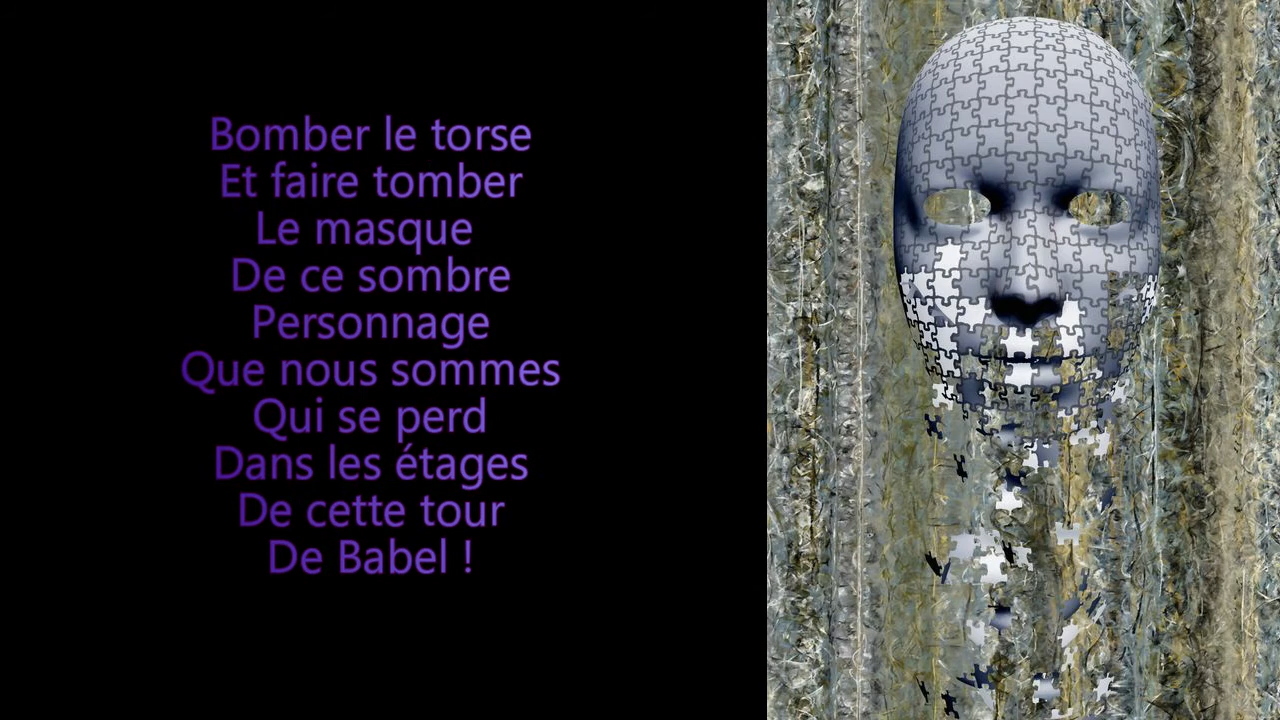 Bomber le torse
Et faire tomber
Le masque
De ce sombre
Personnage
Que nous sommes
Qui se perd
Dans les étages
De cette tour
De Babel !